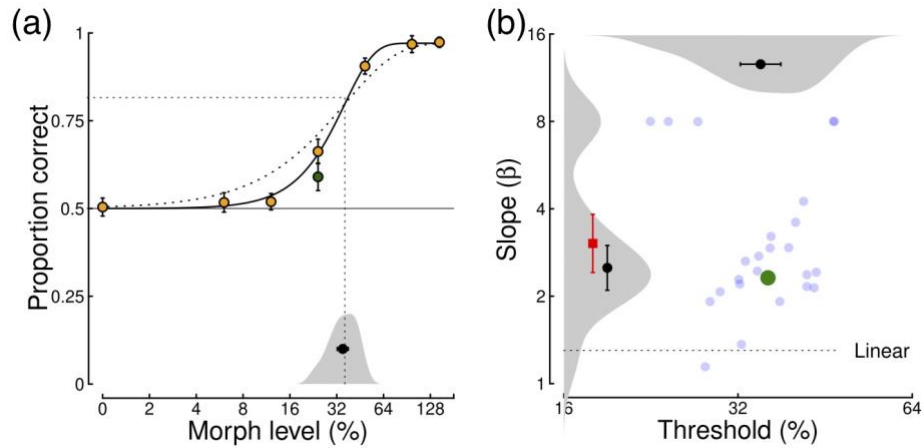 (a)
Proportion correct
1
0.75
0.5
0.25
0
0 2 4 8 16 32 64 128
Morph level (%)
(b)
Slope (β)
16
8
4
2
1
Linear
16 32 64
Threshold (%)